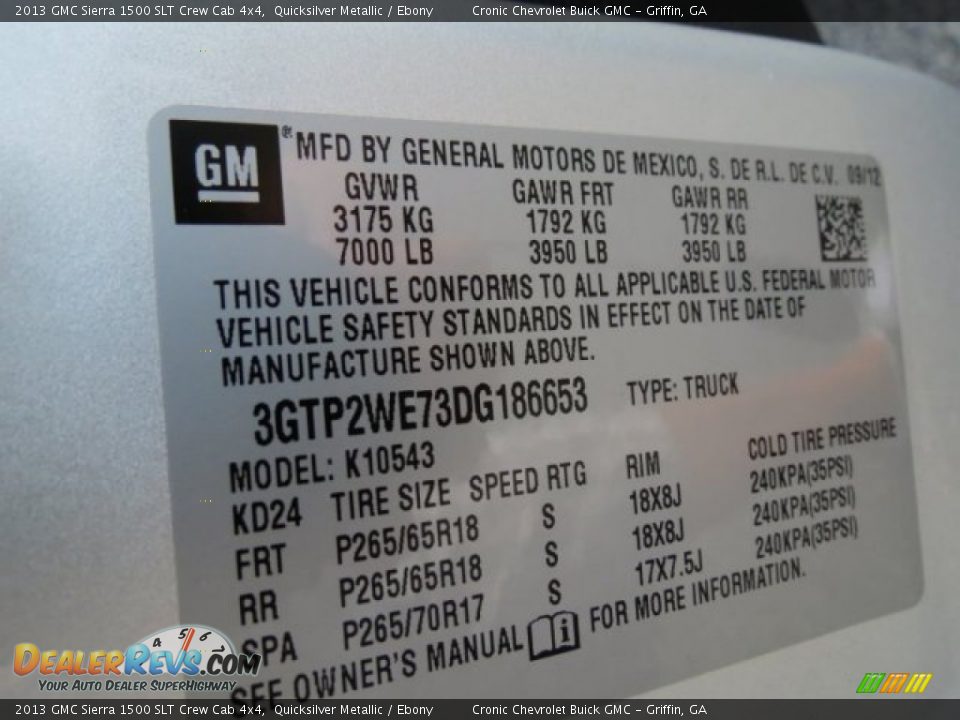 2013 GMC Sierra 1500 SLT Crew Cab 4x4, Quicksilver Metallic / Ebony Cronic Chevrolet Buick GMC - Griffin, GA
GM ® MFD BY GENERAL MOTORS DE MEXICO, S. DE R.L. DE C.V. 09/12
GVWR GAWR FRT GAWR RR
3175 KG 1792 KG 1792 KG
7000 LB 3950 LB 3950 LB
THIS VEHICLE CONFORMS TO ALL APPLICABLE U.S. FEDERAL MOTOR
VEHICLE SAFETY STANDARDS IN EFFECT ON THE DATE OF
MANUFACTURE SHOWN ABOVE.
3GTP2WE73DG186653 TYPE: TRUCK
MODEL: K10543
KD24 TIRE SIZE SPEED RTG RIM COLD TIRE PRESSURE
FRT P265/65R18 S 18X8J 240KPA(35PSI)
RR P265/65R18 S 18X8J 240KPA(35PSI)
SPA P265/70R17 S 17X7.5J 240KPA(35PSI)
SEE OWNER'S MANUAL i FOR MORE INFORMATION.
4 5 6
DEALERREVS.COM
YOUR AUTO DEALER SUPERHIGHWAY
2013 GMC Sierra 1500 SLT Crew Cab 4x4, Quicksilver Metallic / Ebony Cronic Chevrolet Buick GMC - Griffin, GA